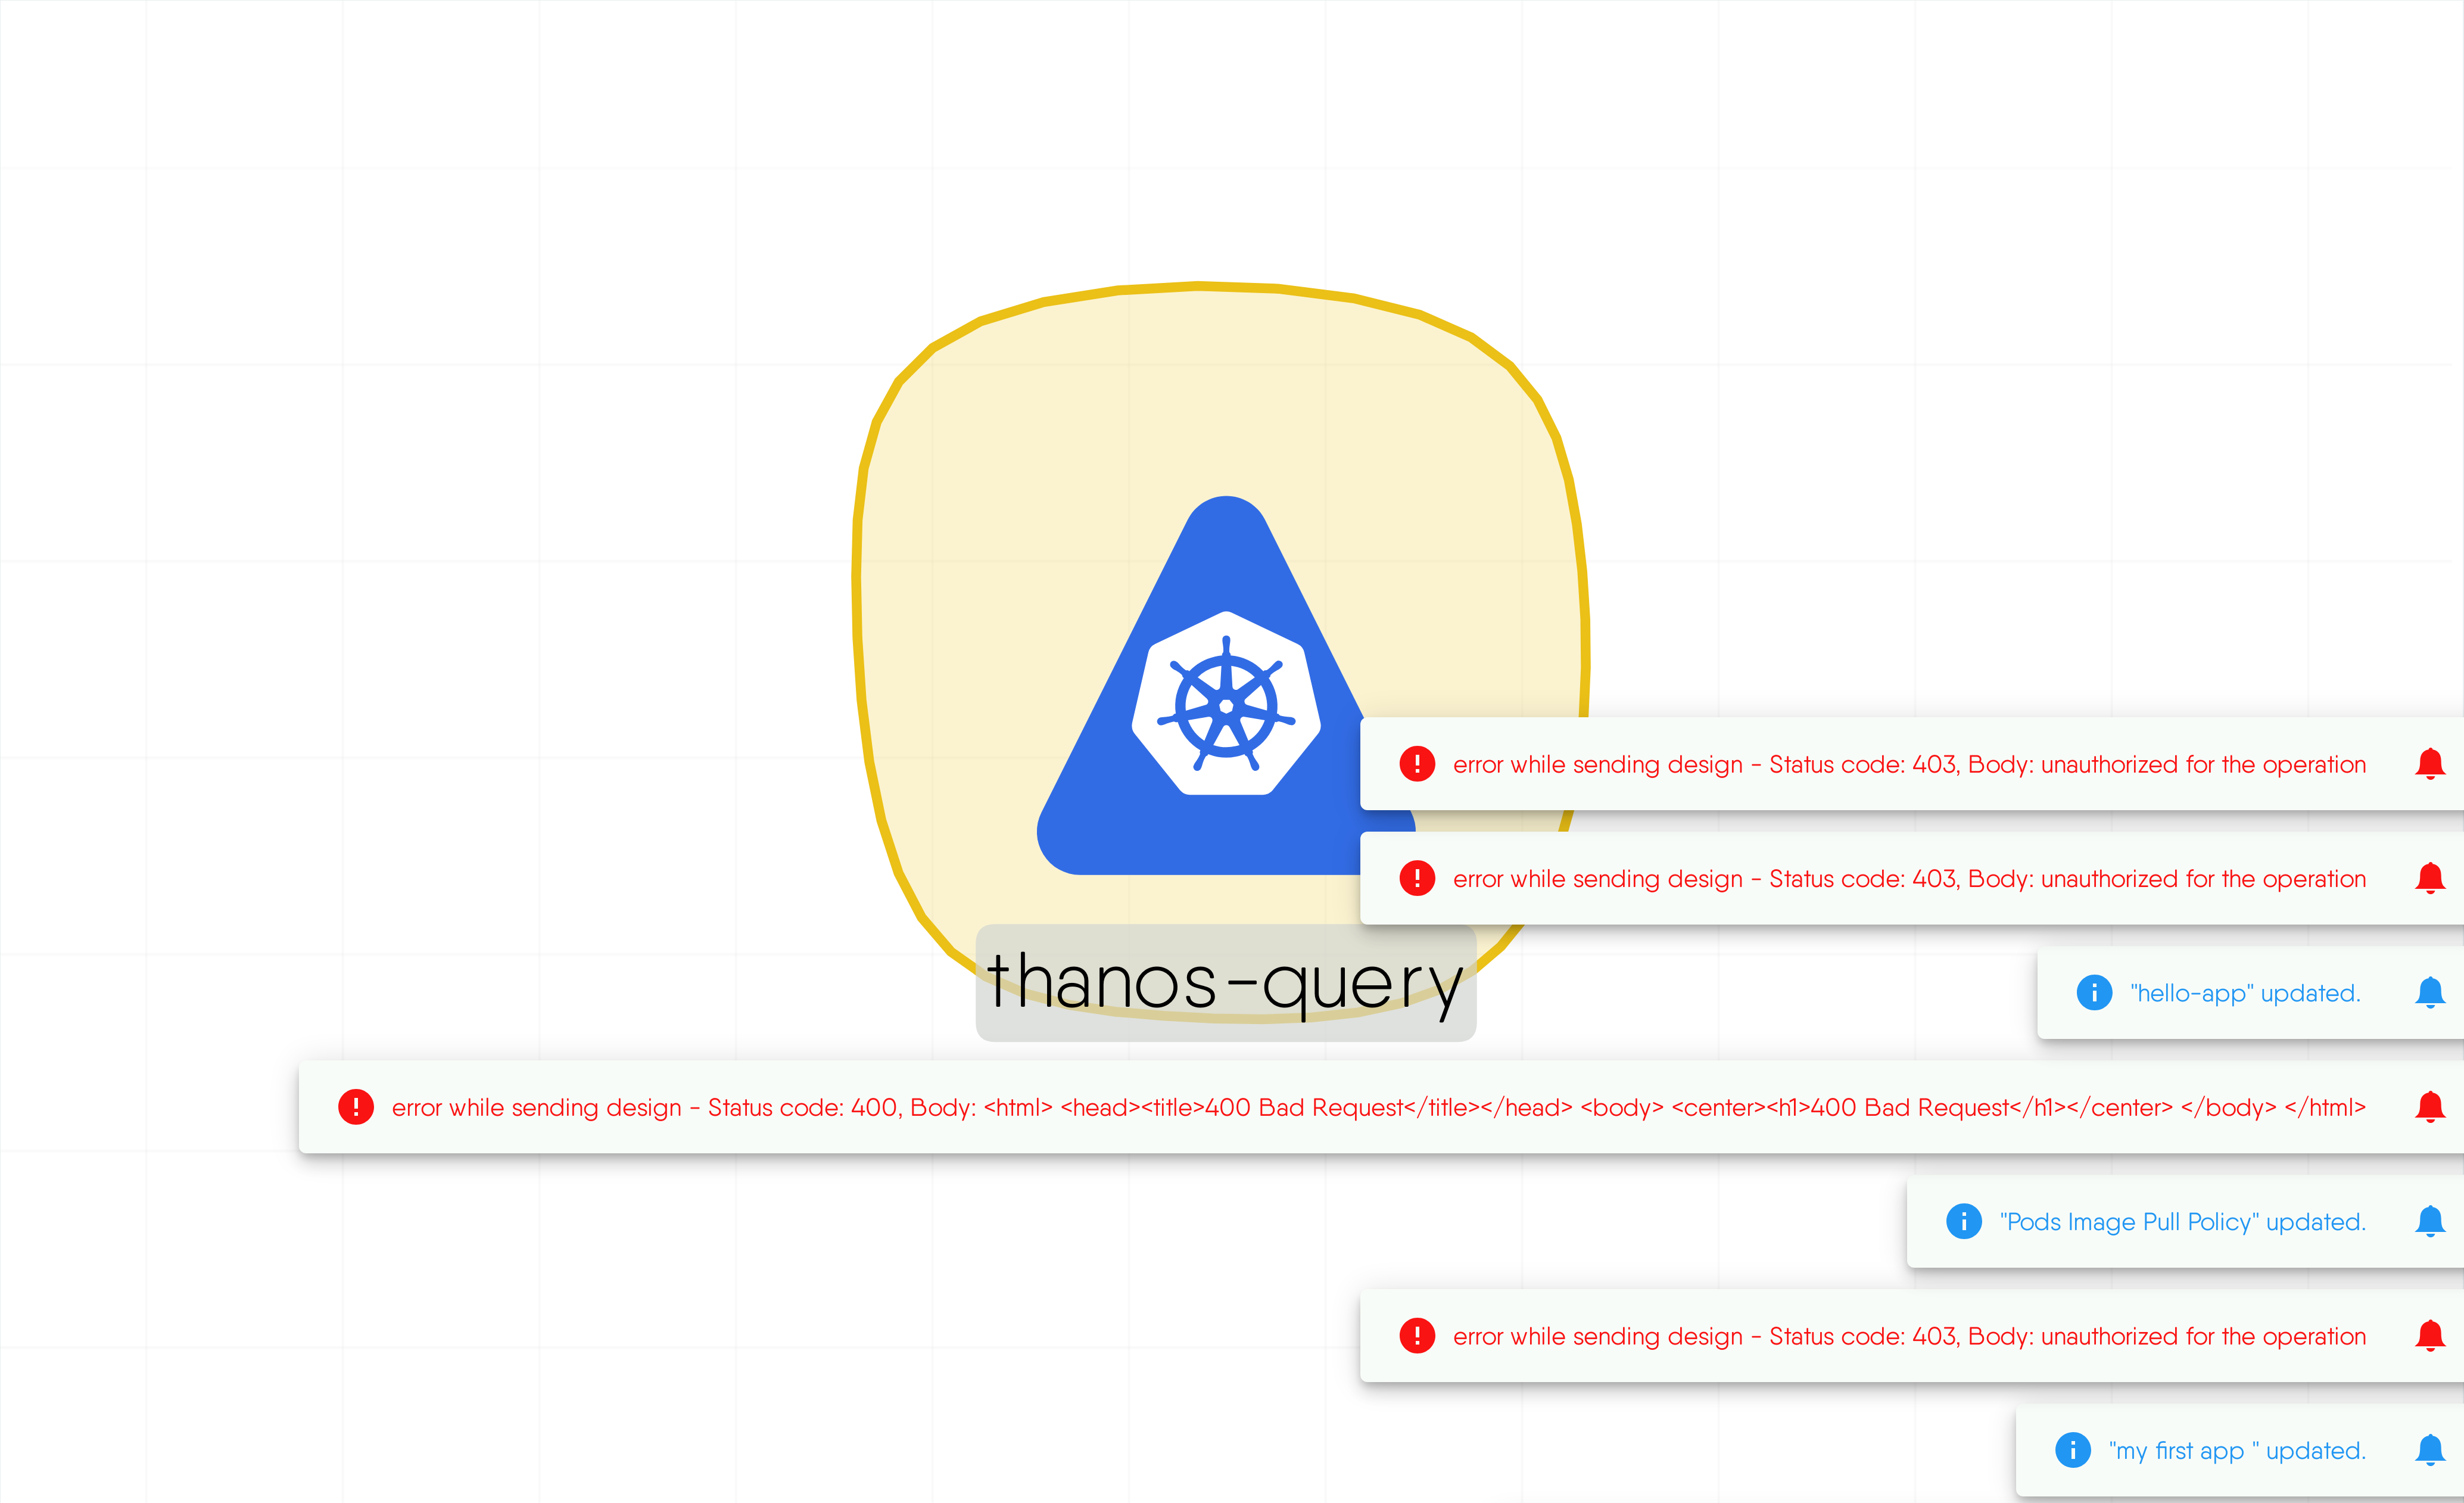 error while sending design - Status code: 403, Body: unauthorized for the operation
error while sending design - Status code: 403, Body: unauthorized for the operation
thanos-query
"hello-app" updated.
error while sending design - Status code: 400, Body: <html> <head><title>400 Bad Request</title></head> <body> <center><h1>400 Bad Request</h1></center> </body> </html>
"Pods Image Pull Policy" updated.
error while sending design - Status code: 403, Body: unauthorized for the operation
"my first app " updated.